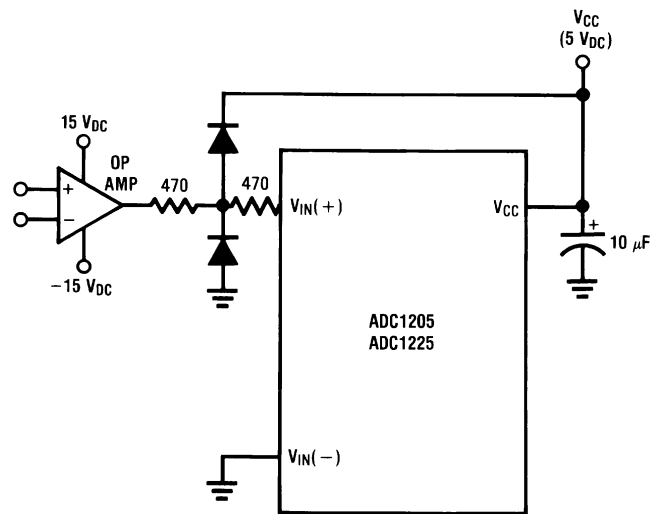 VCC
(5 VDC)
15 VDC
OP
AMP
+
−
470
470
−15 VDC
VIN(+)
VCC
+
10 μF
ADC1205
ADC1225
VIN(−)